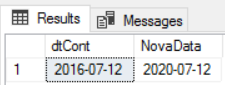 Results Messages
dtCont NovaData
1 2016-07-12 2020-07-12